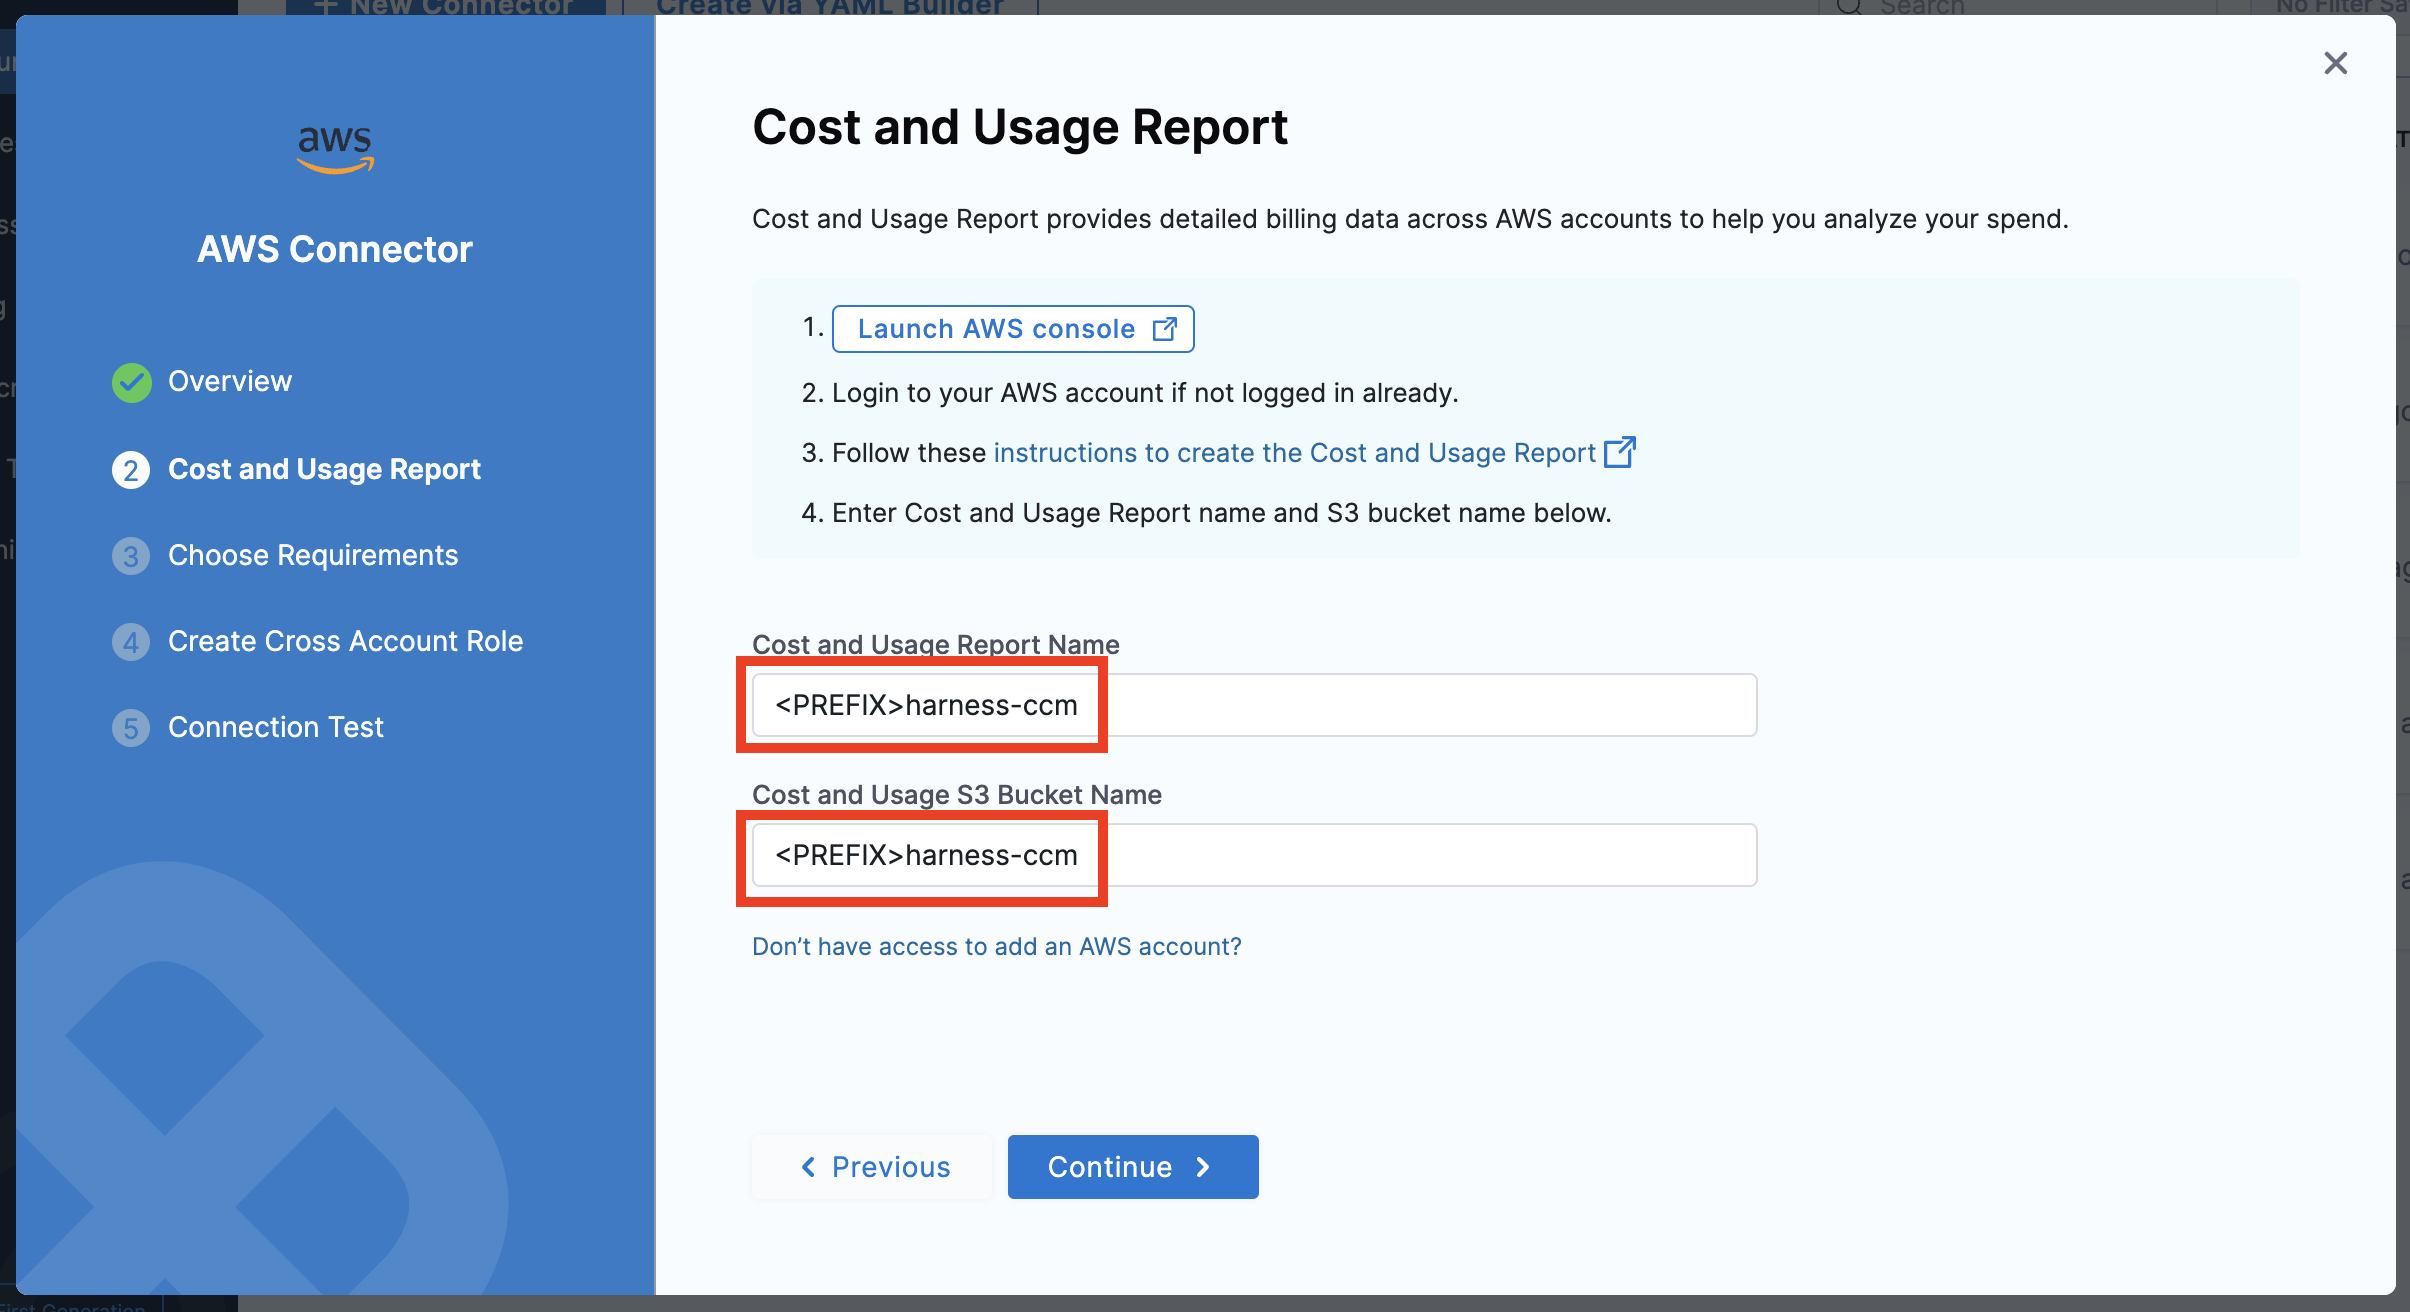 + New Connector
Create via YAML Builder
Search
aws
AWS Connector
Overview
2 Cost and Usage Report
3 Choose Requirements
4 Create Cross Account Role
5 Connection Test
Cost and Usage Report
Cost and Usage Report provides detailed billing data across AWS accounts to help you analyze your spend.
1. Launch AWS console
2. Login to your AWS account if not logged in already.
3. Follow these instructions to create the Cost and Usage Report
4. Enter Cost and Usage Report name and S3 bucket name below.
Cost and Usage Report Name
<PREFIX>harness-ccm
Cost and Usage S3 Bucket Name
<PREFIX>harness-ccm
Don’t have access to add an AWS account?
Previous
Continue